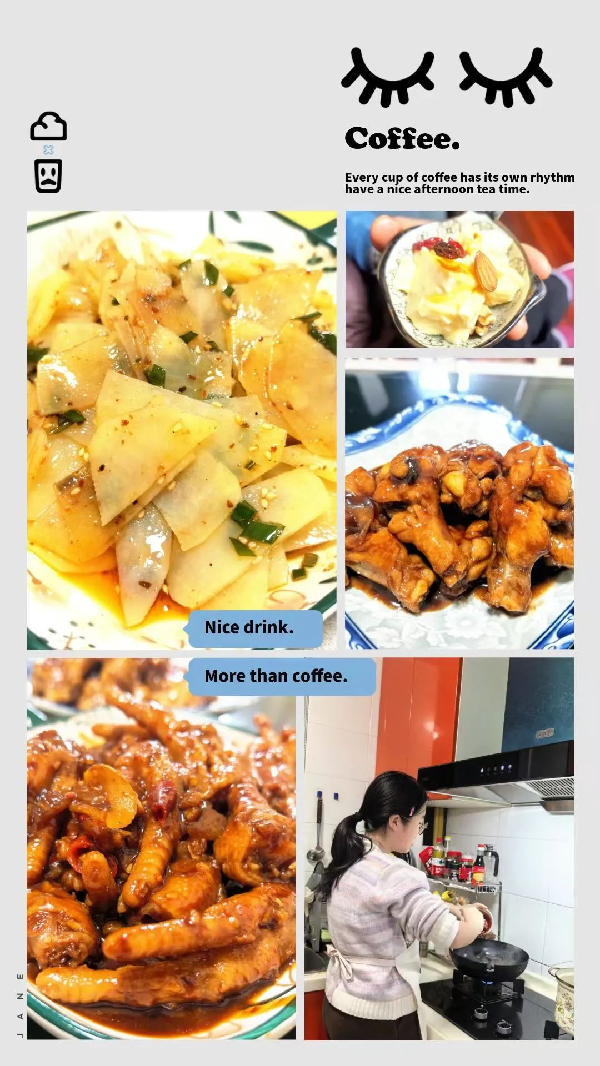 Coffee.
Every cup of coffee has its own rhythm
have a nice afternoon tea time.
Nice drink.
More than coffee.
JANE